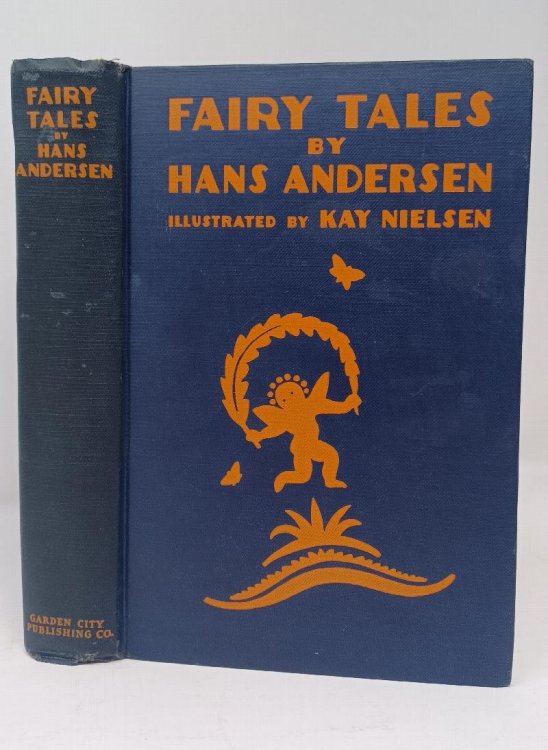 FAIRY
TALES
BY
HANS
ANDERSEN
GARDEN CITY
PUBLISHING CO.
FAIRY TALES
BY
HANS ANDERSEN
ILLUSTRATED BY KAY NIELSEN